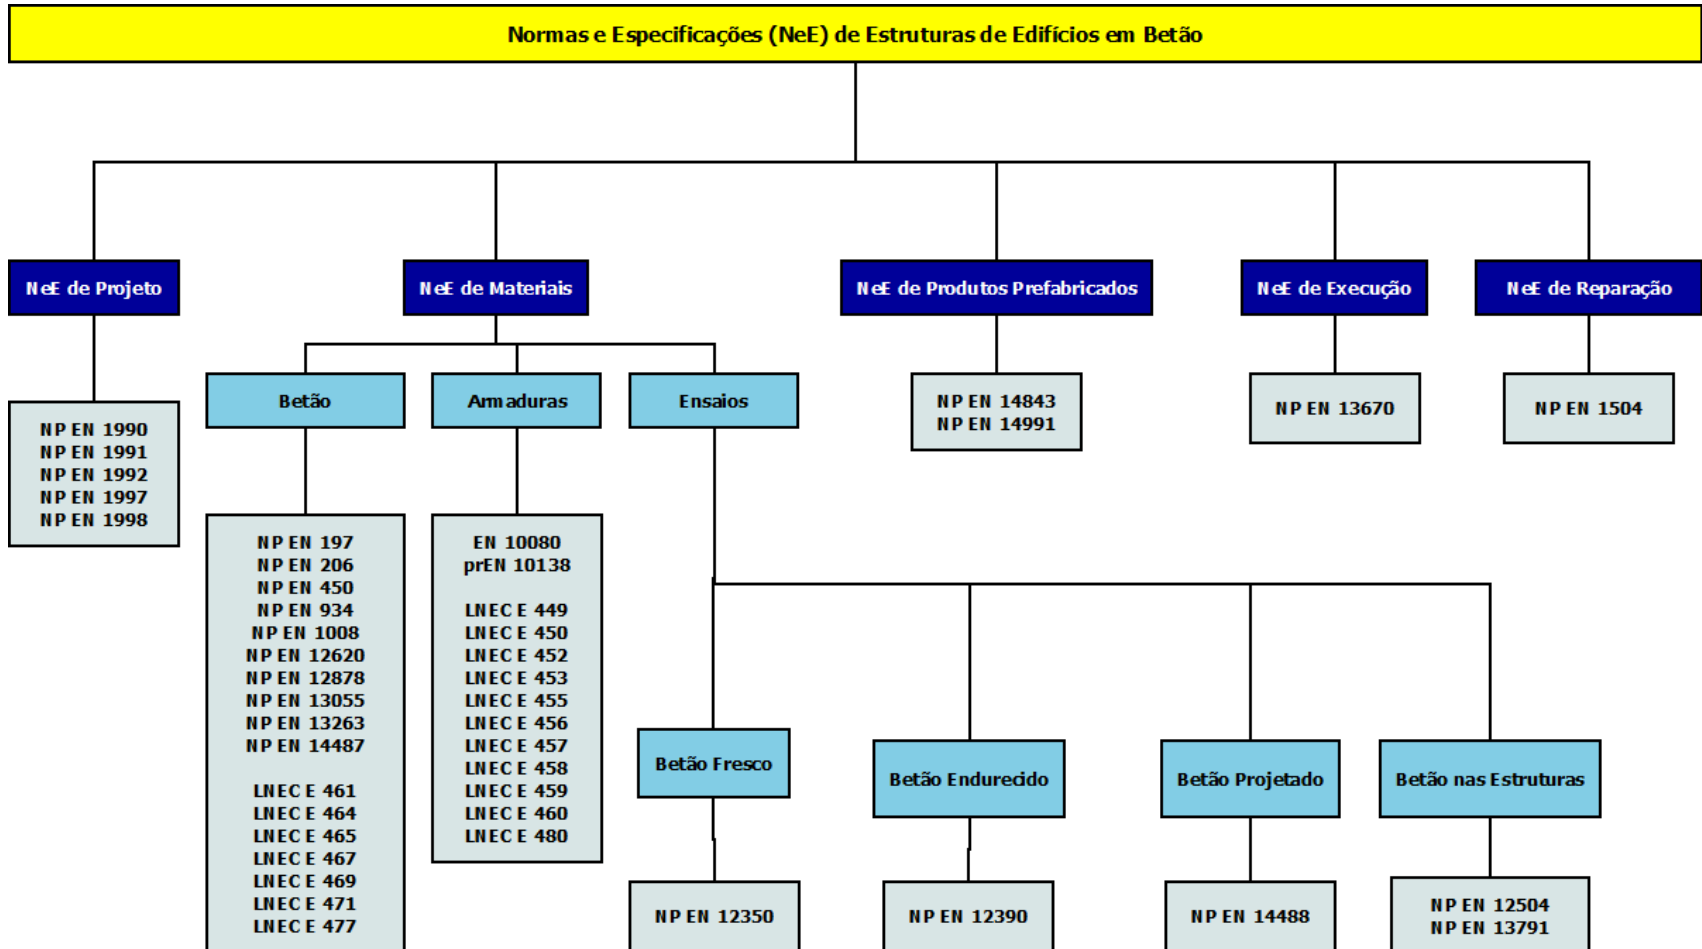 Normas e Especificações (NeE) de Estruturas de Edifícios em Betão
NeE de Projeto
NeE de Materiais
NeE de Produtos Prefabricados
NeE de Execução
NeE de Reparação
NP EN 1990
NP EN 1991
NP EN 1992
NP EN 1997
NP EN 1998
Betão
Armaduras
Ensaios
NP EN 14843
NP EN 14991
NP EN 13670
NP EN 1504
NP EN 197
NP EN 206
NP EN 450
NP EN 934
NP EN 1008
NP EN 12620
NP EN 12878
NP EN 13055
NP EN 13263
NP EN 14487
LNEC E 461
LNEC E 464
LNEC E 465
LNEC E 467
LNEC E 469
LNEC E 471
LNEC E 477
EN 10080
prEN 10138
LNEC E 449
LNEC E 450
LNEC E 452
LNEC E 453
LNEC E 455
LNEC E 456
LNEC E 457
LNEC E 458
LNEC E 459
LNEC E 460
LNEC E 480
Betão Fresco
Betão Endurecido
Betão Projetado
Betão nas Estruturas
NP EN 12350
NP EN 12390
NP EN 14488
NP EN 12504
NP EN 13791